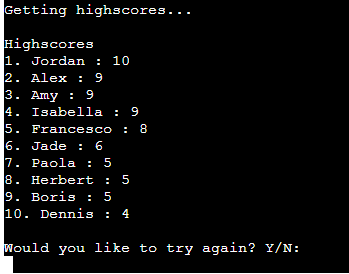 Getting highscores...
Highscores
1. Jordan : 10
2. Alex : 9
3. Amy : 9
4. Isabella : 9
5. Francesco : 8
6. Jade : 6
7. Paola : 5
8. Herbert : 5
9. Boris : 5
10. Dennis : 4
Would you like to try again? Y/N: